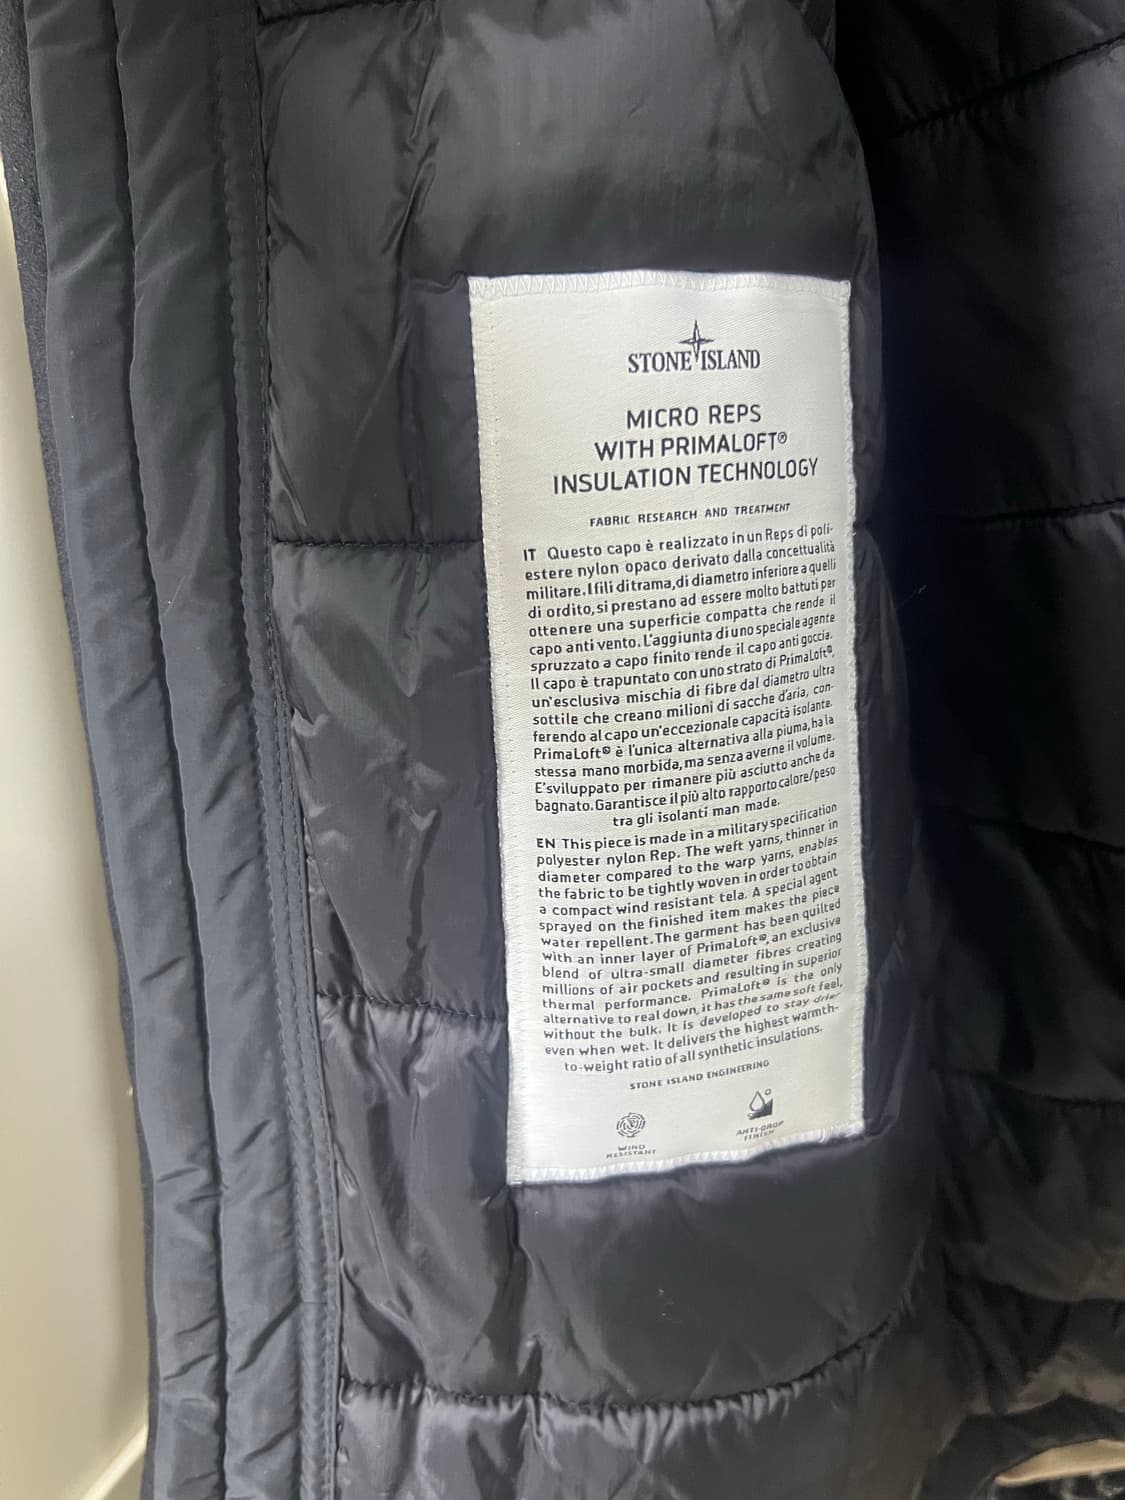 STONE ISLAND
MICRO REPS
WITH PRIMALOFT®
INSULATION TECHNOLOGY
FABRIC RESEARCH AND TREATMENT
IT Questo capo è realizzato in un Reps di poli-
estere nylon opaco derivato dalla concettualità
militare. I fili di trama, di diametro inferiore a quelli
di ordito, si prestano ad essere molto battuti per
ottenere una superficie compatta che rende il
capo anti vento. L'aggiunta di uno speciale agente
spruzzato a capo finito rende il capo anti goccia.
Il capo è trapuntato con uno strato di PrimaLoft®,
un'esclusiva mischia di fibre dal diametro ultra
sottile che creano milioni di sacche d'aria, con-
ferendo al capo un'eccezionale capacità isolante.
PrimaLoft® è l'unica alternativa alla piuma, ha la
stessa mano morbida, ma senza averne il volume.
E'sviluppato per rimanere più asciutto anche da
bagnato. Garantisce il più alto rapporto calore/peso
tra gli isolanti man made.
EN This piece is made in a military specification
polyester nylon Rep. The weft yarns, thinner in
diameter compared to the warp yarns, enables
the fabric to be tightly woven in order to obtain
a compact wind resistant tela. A special agent
sprayed on the finished item makes the piece
water repellent. The garment has been quilted
with an inner layer of PrimaLoft®, an exclusive
blend of ultra-small diameter fibres creating
millions of air pockets and resulting in superior
thermal performance. PrimaLoft® is the only
alternative to real down, it has the same soft feel,
without the bulk. It is developed to stay drier
even when wet. It delivers the highest warmth-
to-weight ratio of all synthetic insulations.
STONE ISLAND ENGINEERING
WIND
RESISTANT
ANTI-DROP
FINISH